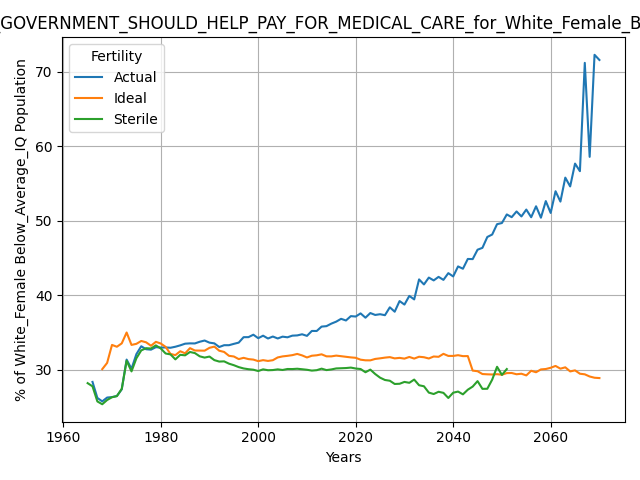 GOVERNMENT_SHOULD_HELP_PAY_FOR_MEDICAL_CARE_for_White_Female_B
% of White_Female Below_Average_IQ Population
Fertility
Actual
Ideal
Sterile
70
60
50
40
30
1960
1980
2000
2020
2040
2060
Years